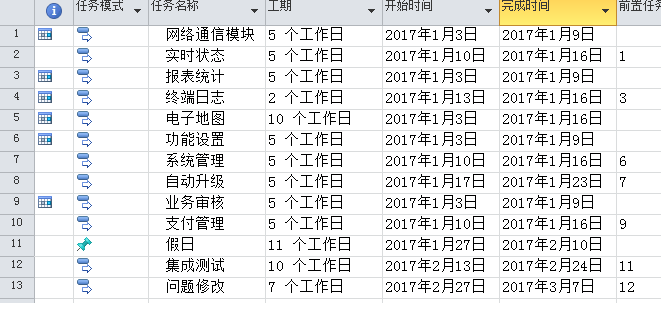 任务模式 任务名称 工期 开始时间 完成时间 前置任务
1 网络通信模块 5 个工作日 2017年1月3日 2017年1月9日
2 实时状态 5 个工作日 2017年1月10日 2017年1月16日 1
3 报表统计 5 个工作日 2017年1月3日 2017年1月9日
4 终端日志 2 个工作日 2017年1月13日 2017年1月16日 3
5 电子地图 10 个工作日 2017年1月3日 2017年1月16日
6 功能设置 5 个工作日 2017年1月3日 2017年1月9日
7 系统管理 5 个工作日 2017年1月10日 2017年1月16日 6
8 自动升级 5 个工作日 2017年1月17日 2017年1月23日 7
9 业务审核 5 个工作日 2017年1月3日 2017年1月9日
10 支付管理 5 个工作日 2017年1月10日 2017年1月16日 9
11 假日 11 个工作日 2017年1月27日 2017年2月10日
12 集成测试 10 个工作日 2017年2月13日 2017年2月24日 11
13 问题修改 7 个工作日 2017年2月27日 2017年3月7日 12